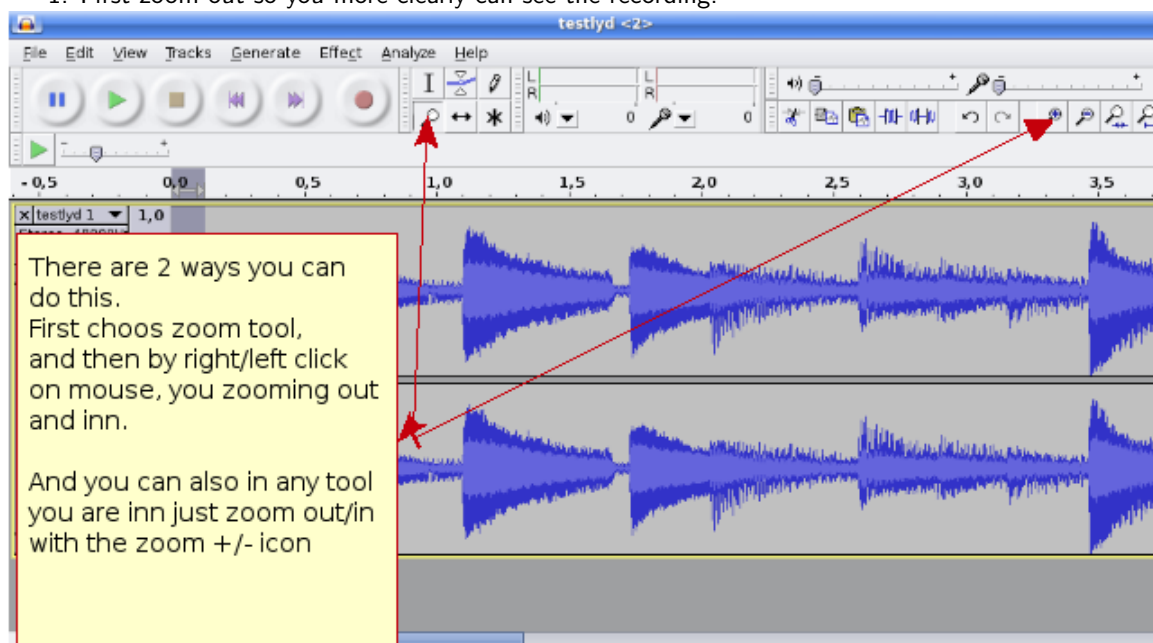 1. First zoom out so you more clearly can see the recording.
testlyd <2>
File Edit View Tracks Generate Effect Analyze Help
L
R
L
R
0
0
- +
- +
- +
- 0,5 0,0 0,5 1,0 1,5 2,0 2,5 3,0 3,5
x testlyd 1 1,0
There are 2 ways you can
do this.
First choos zoom tool,
and then by right/left click
on mouse, you zooming out
and inn.
And you can also in any tool
you are inn just zoom out/in
with the zoom +/- icon